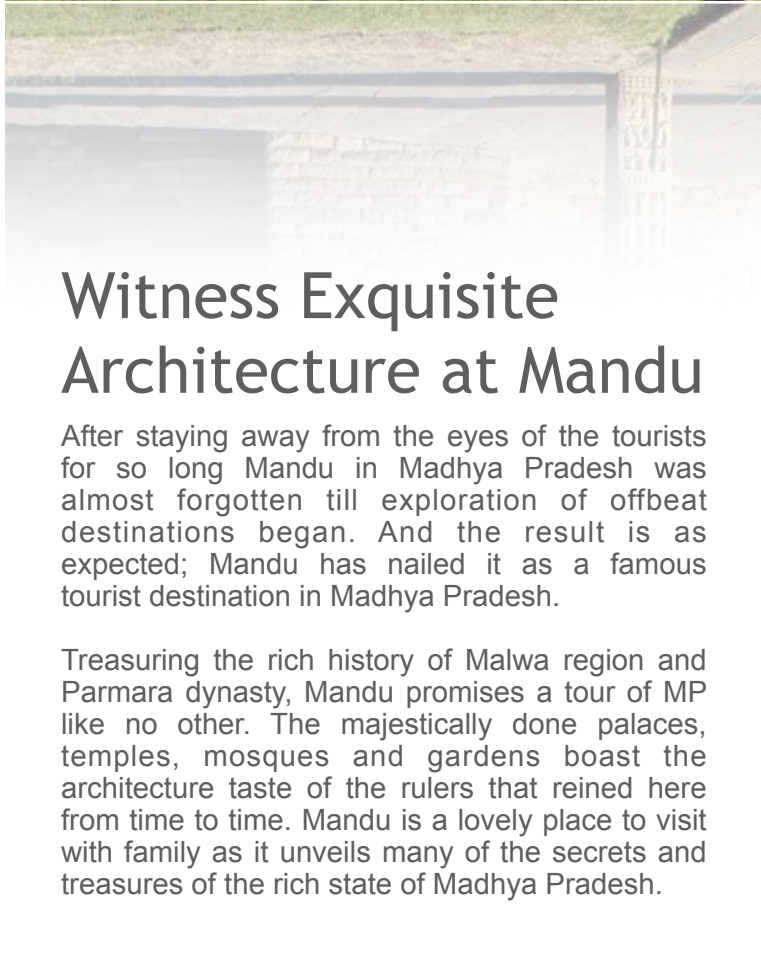 Witness Exquisite
Architecture at Mandu
After staying away from the eyes of the tourists
for so long Mandu in Madhya Pradesh was
almost forgotten till exploration of offbeat
destinations began. And the result is as
expected; Mandu has nailed it as a famous
tourist destination in Madhya Pradesh.
Treasuring the rich history of Malwa region and
Parmara dynasty, Mandu promises a tour of MP
like no other. The majestically done palaces,
temples, mosques and gardens boast the
architecture taste of the rulers that reined here
from time to time. Mandu is a lovely place to visit
with family as it unveils many of the secrets and
treasures of the rich state of Madhya Pradesh.